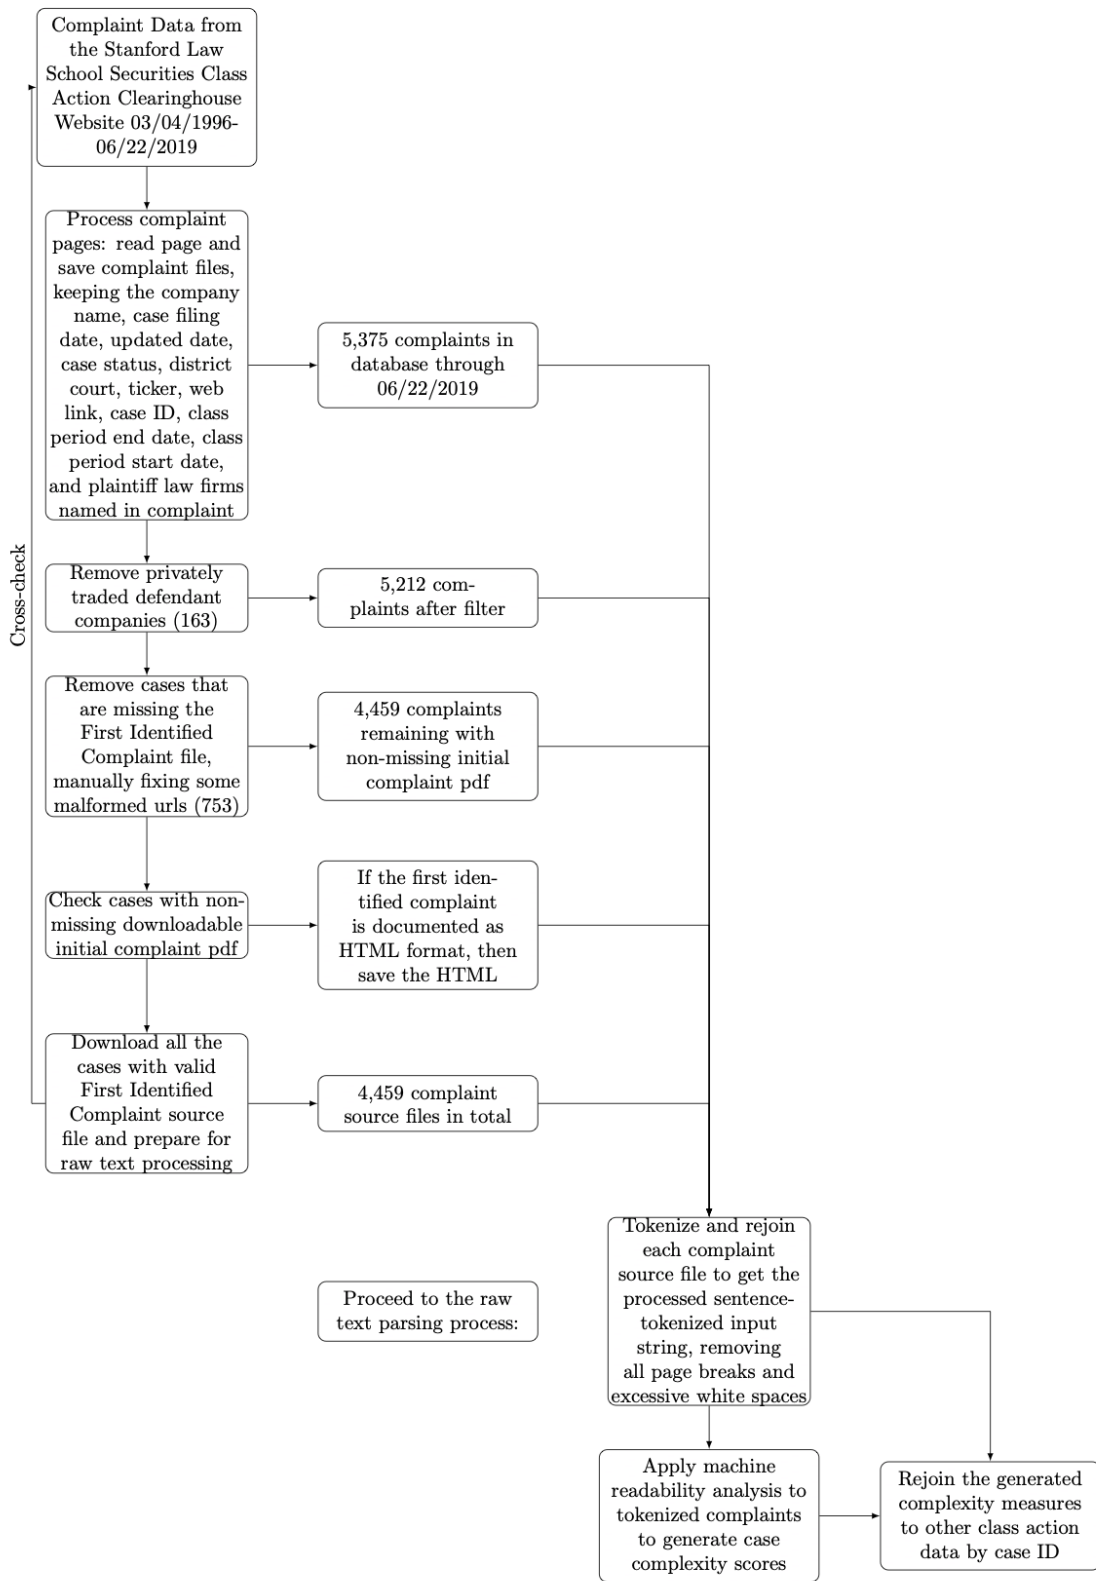 Complaint Data from
the Stanford Law
School Securities Class
Action Clearinghouse
Website 03/04/1996-
06/22/2019
Process complaint
pages: read page and
save complaint files,
keeping the company
name, case filing
date, updated date,
case status, district
court, ticker, web
link, case ID, class
period end date, class
period start date,
and plaintiff law firms
named in complaint
5,375 complaints in
database through
06/22/2019
Cross-check
Remove privately
traded defendant
companies (163)
5,212 com-
plaints after filter
Remove cases that
are missing the
First Identified
Complaint file,
manually fixing some
malformed urls (753)
4,459 complaints
remaining with
non-missing initial
complaint pdf
Check cases with non-
missing downloadable
initial complaint pdf
If the first iden-
tified complaint
is documented as
HTML format, then
save the HTML
Download all the
cases with valid
First Identified
Complaint source
file and prepare for
raw text processing
4,459 complaint
source files in total
Proceed to the raw
text parsing process:
Tokenize and rejoin
each complaint
source file to get the
processed sentence-
tokenized input
string, removing
all page breaks and
excessive white spaces
Apply machine
readability analysis to
tokenized complaints
to generate case
complexity scores
Rejoin the generated
complexity measures
to other class action
data by case ID